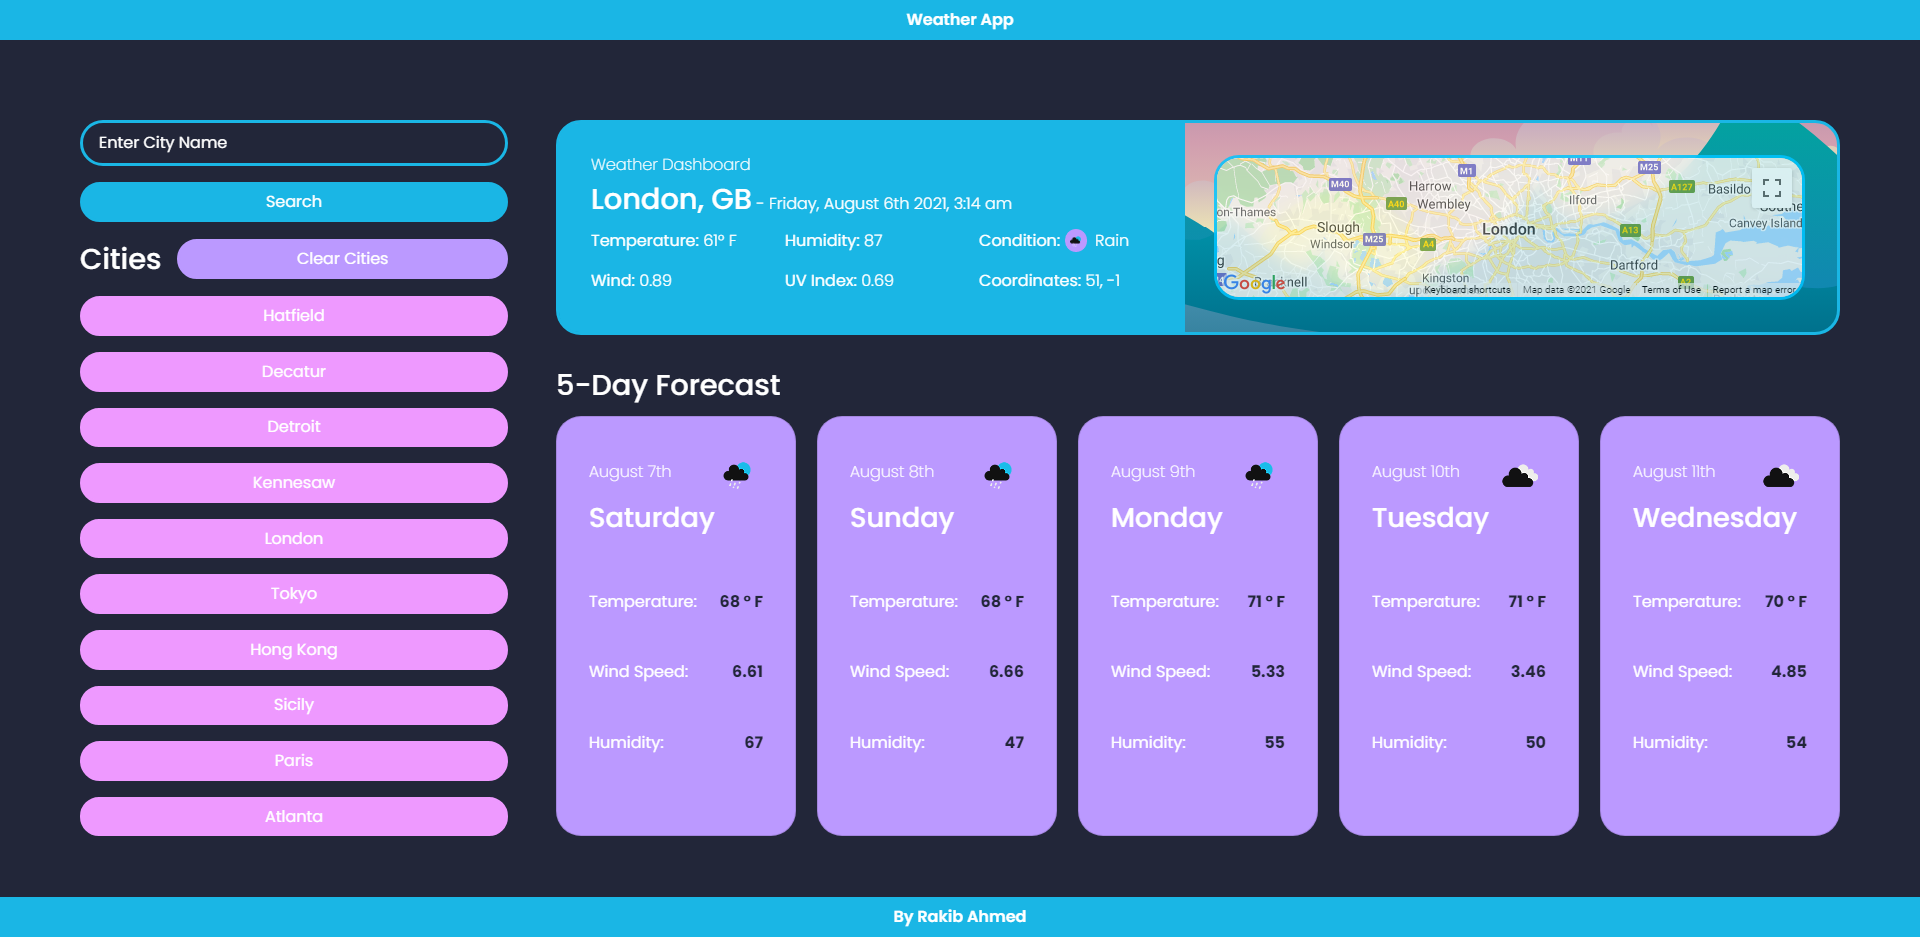 Weather App
Enter City Name
Search
Cities
Clear Cities
Hatfield
Decatur
Detroit
Kennesaw
London
Tokyo
Hong Kong
Sicily
Paris
Atlanta
Weather Dashboard
London, GB - Friday, August 6th 2021, 3:14 am
Temperature: 61° F Humidity: 87 Condition: Rain
Wind: 0.89 UV Index: 0.69 Coordinates: 51, -1
M11
M25
M1
M40
Harrow
A127
Basildo
A40
Wembley
Ilford
on-Thames
Slough
London
A13
Canvey Island
Windsor
M25
A4
Dartford
Kingston
A2
Google
Keyboard shortcuts Map data ©2021 Google Terms of Use Report a map error
5-Day Forecast
August 7th
Saturday
Temperature: 68 ° F
Wind Speed: 6.61
Humidity: 67
August 8th
Sunday
Temperature: 68 ° F
Wind Speed: 6.66
Humidity: 47
August 9th
Monday
Temperature: 71 ° F
Wind Speed: 5.33
Humidity: 55
August 10th
Tuesday
Temperature: 71 ° F
Wind Speed: 3.46
Humidity: 50
August 11th
Wednesday
Temperature: 70 ° F
Wind Speed: 4.85
Humidity: 54
By Rakib Ahmed